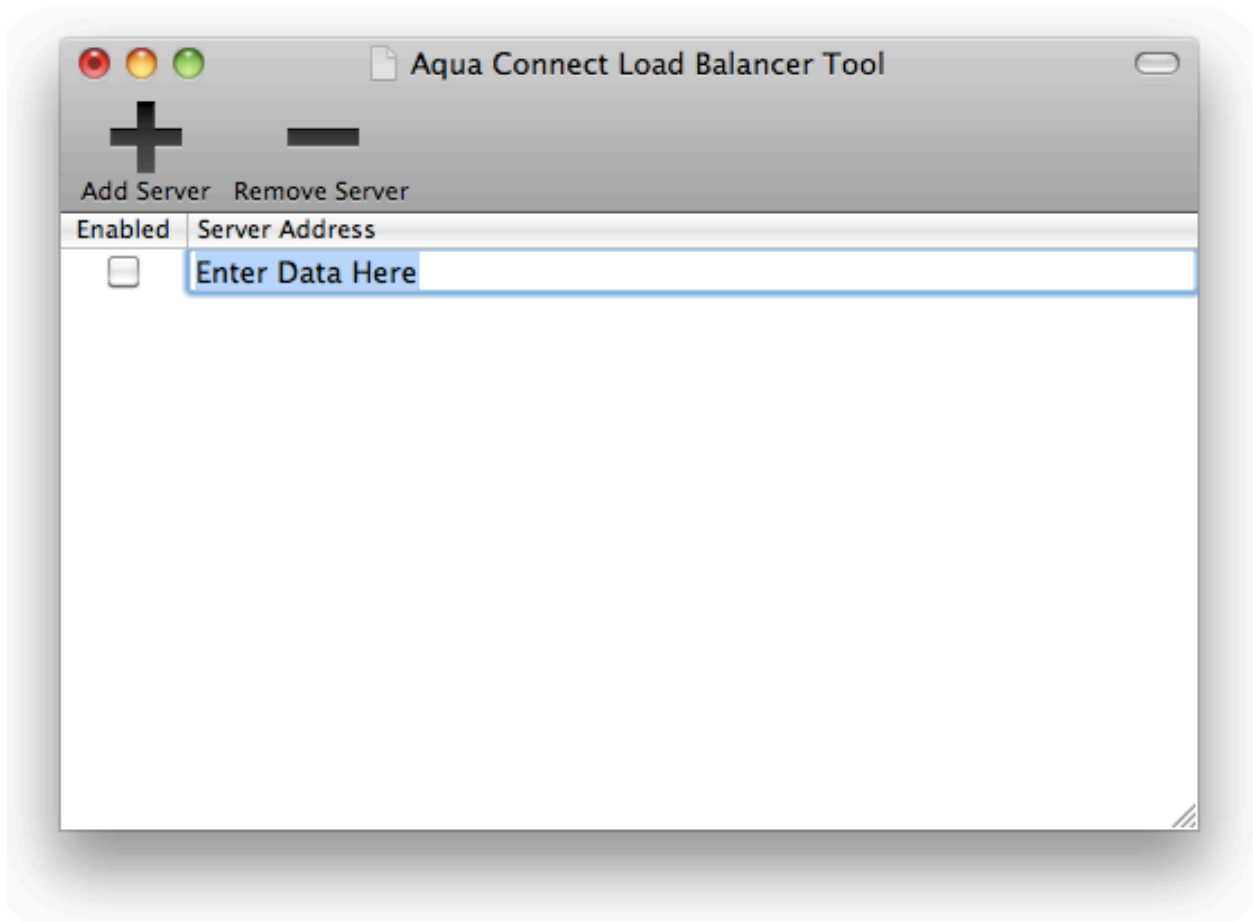 Aqua Connect Load Balancer Tool
Add Server Remove Server
Enabled Server Address
Enter Data Here